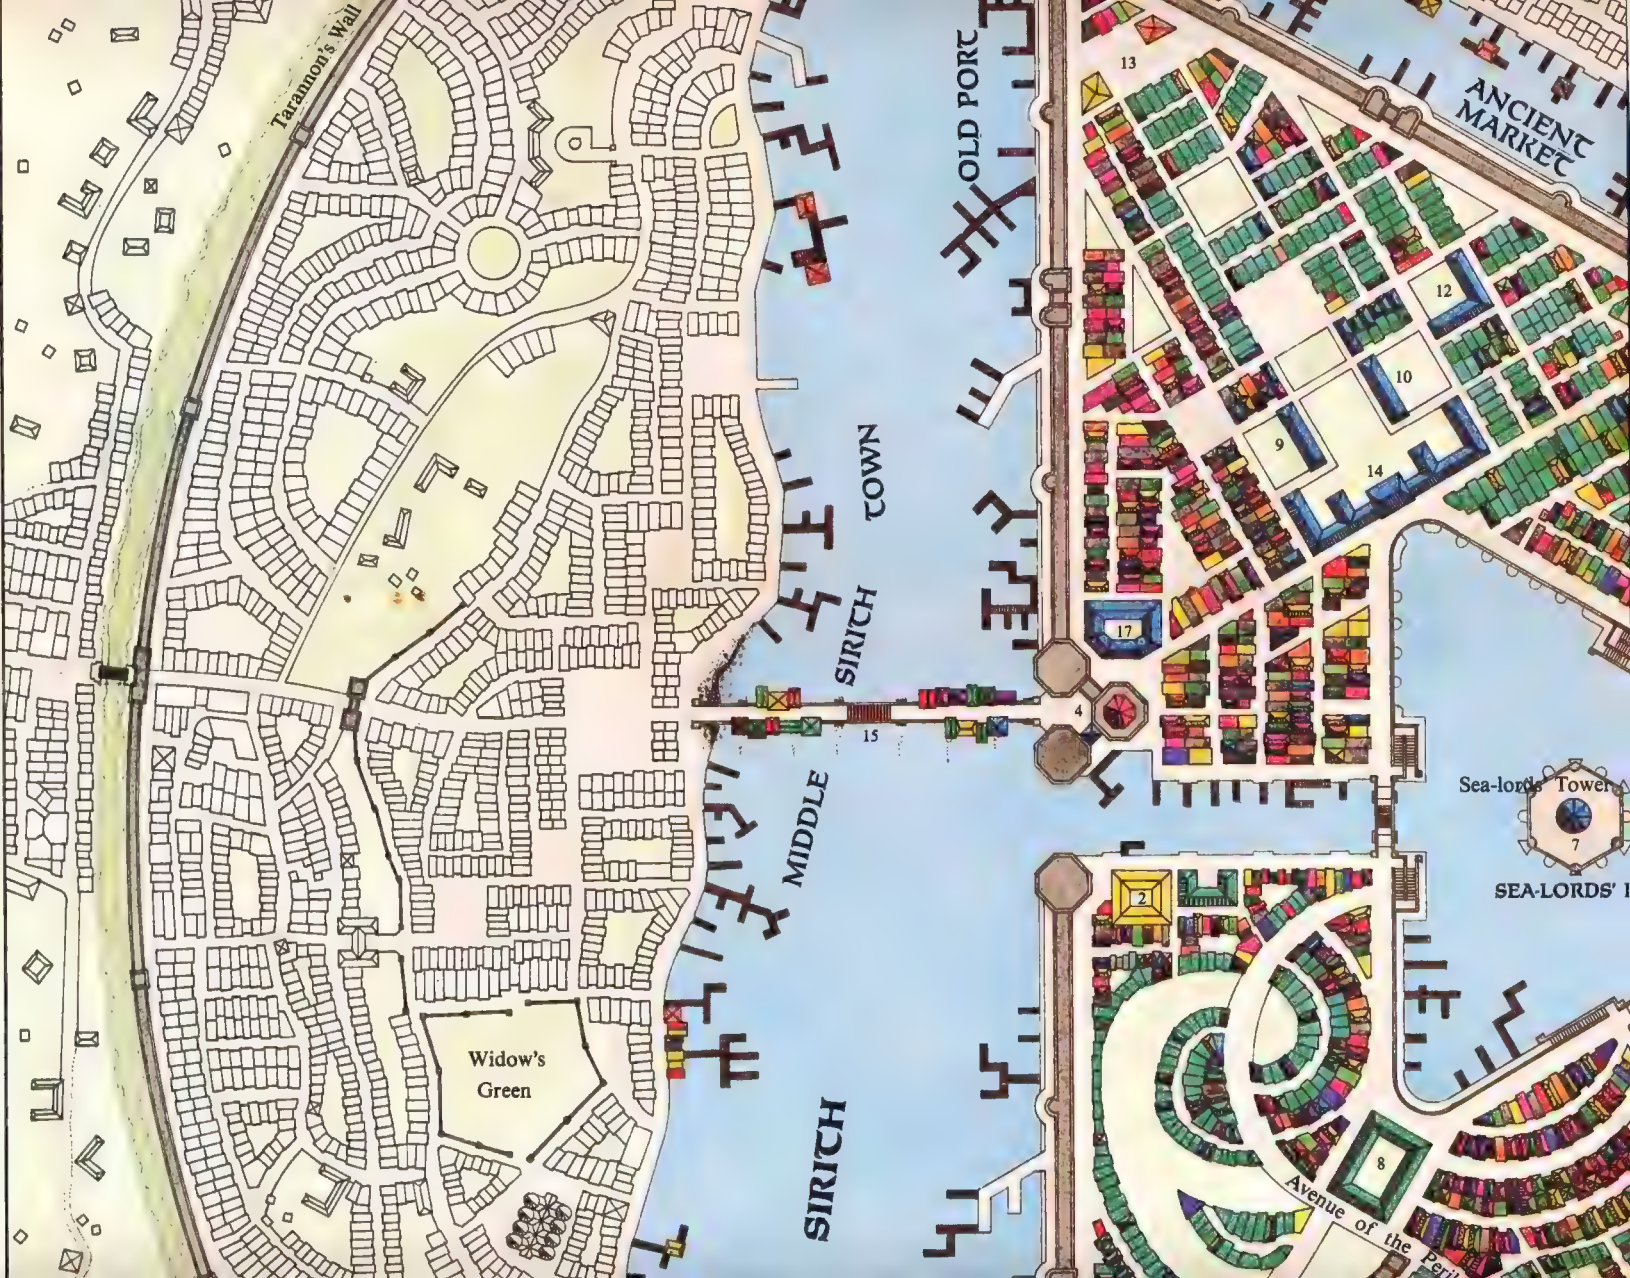 Tarannon's Wall
OLD PORT
13
ANCIENT
MARKET
12
10
9
14
TOWN
SIRITH
17
4
15
MIDDLE
Sea-lords' Tower
7
SEA-LORDS'
2
Widow's
Green
SIRITH
8
Avenue of the